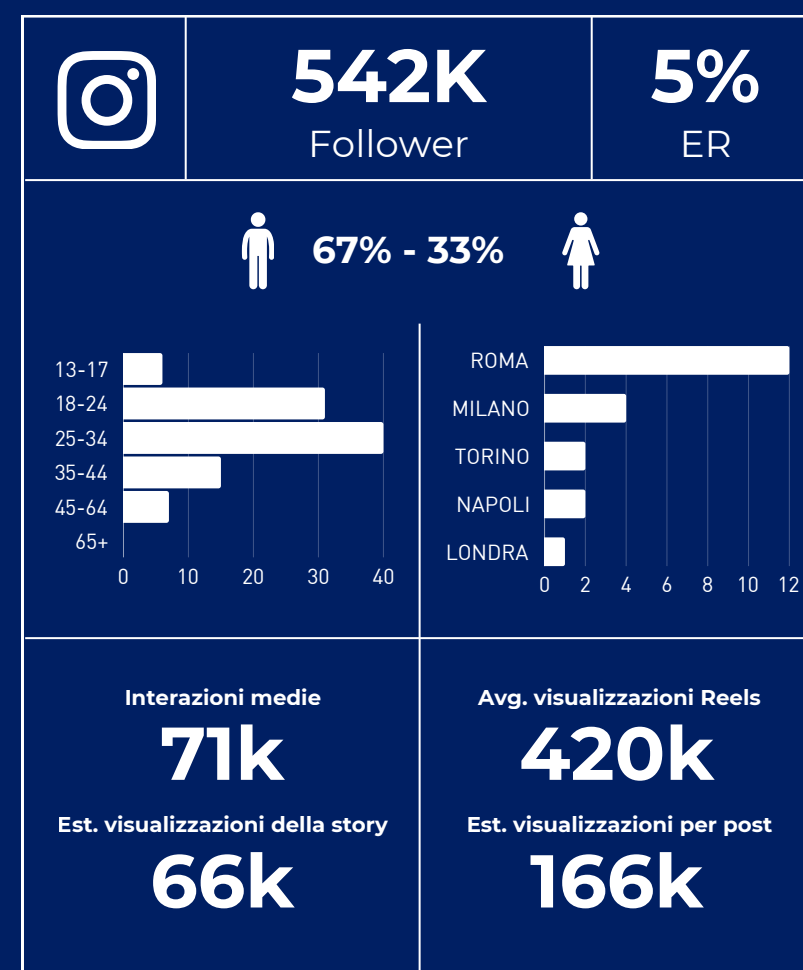 542K
Follower
5%
ER
67% - 33%
13-17
18-24
25-34
35-44
45-64
65+
0 10 20 30 40
ROMA
MILANO
TORINO
NAPOLI
LONDRA
0 2 4 6 8 10 12
Interazioni medie
71k
Est. visualizzazioni della story
66k
Avg. visualizzazioni Reels
420k
Est. visualizzazioni per post
166k